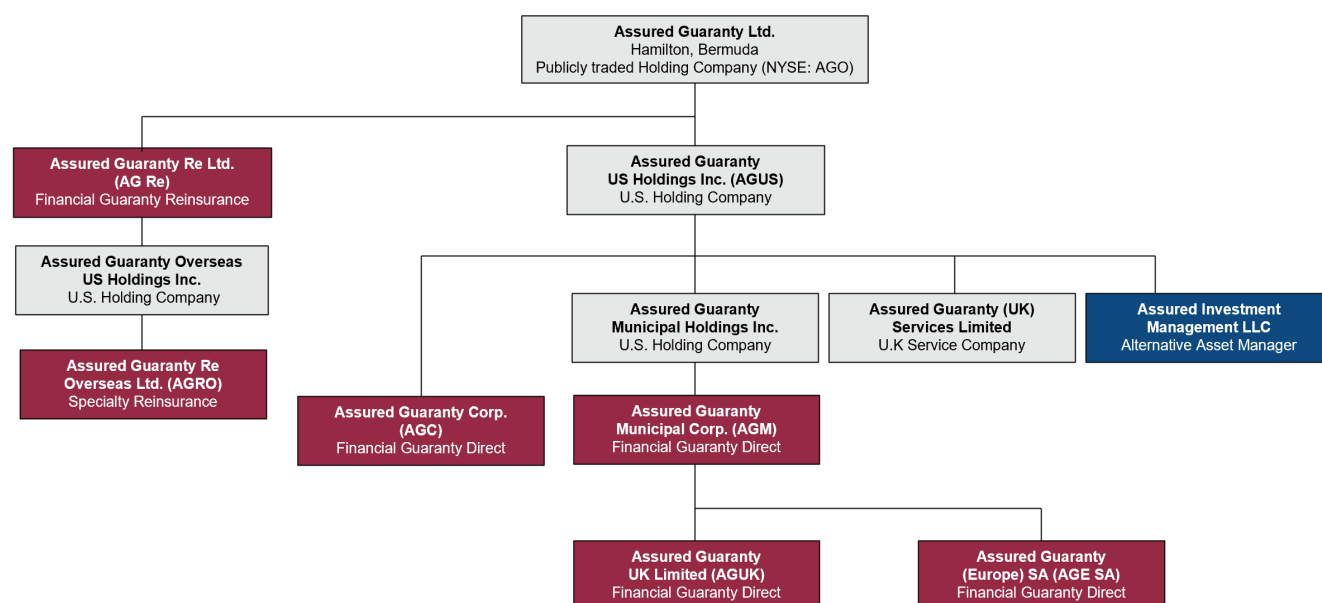 Assured Guaranty Ltd.
Hamilton, Bermuda
Publicly traded Holding Company (NYSE: AGO)
Assured Guaranty Re Ltd.
(AG Re)
Financial Guaranty Reinsurance
Assured Guaranty
US Holdings Inc. (AGUS)
U.S. Holding Company
Assured Guaranty Overseas
US Holdings Inc.
U.S. Holding Company
Assured Guaranty
Municipal Holdings Inc.
U.S. Holding Company
Assured Guaranty (UK)
Services Limited
U.K Service Company
Assured Investment
Management LLC
Alternative Asset Manager
Assured Guaranty Re
Overseas Ltd. (AGRO)
Specialty Reinsurance
Assured Guaranty Corp.
(AGC)
Financial Guaranty Direct
Assured Guaranty
Municipal Corp. (AGM)
Financial Guaranty Direct
Assured Guaranty
UK Limited (AGUK)
Financial Guaranty Direct
Assured Guaranty
(Europe) SA (AGE SA)
Financial Guaranty Direct